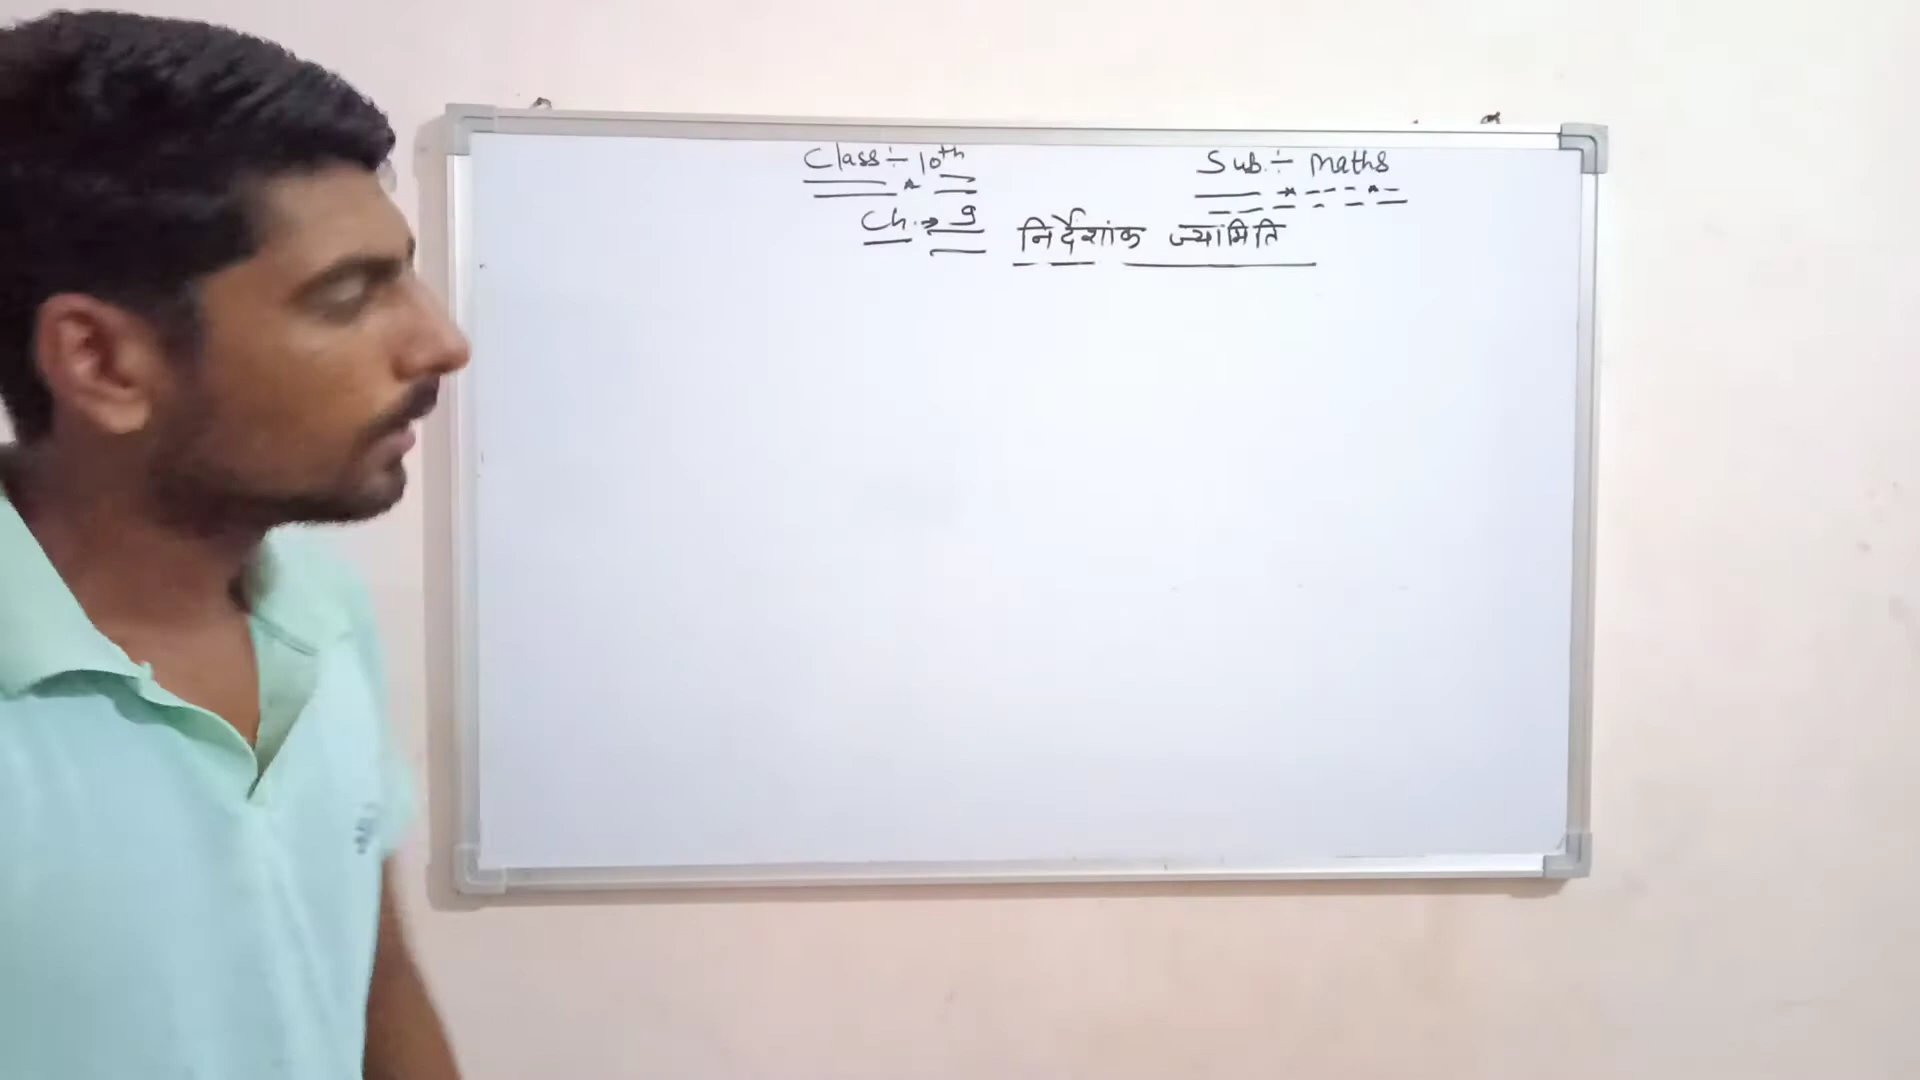 Class:- 10th Sub:- Maths
Ch. → 9 निर्देशांक ज्यामिति